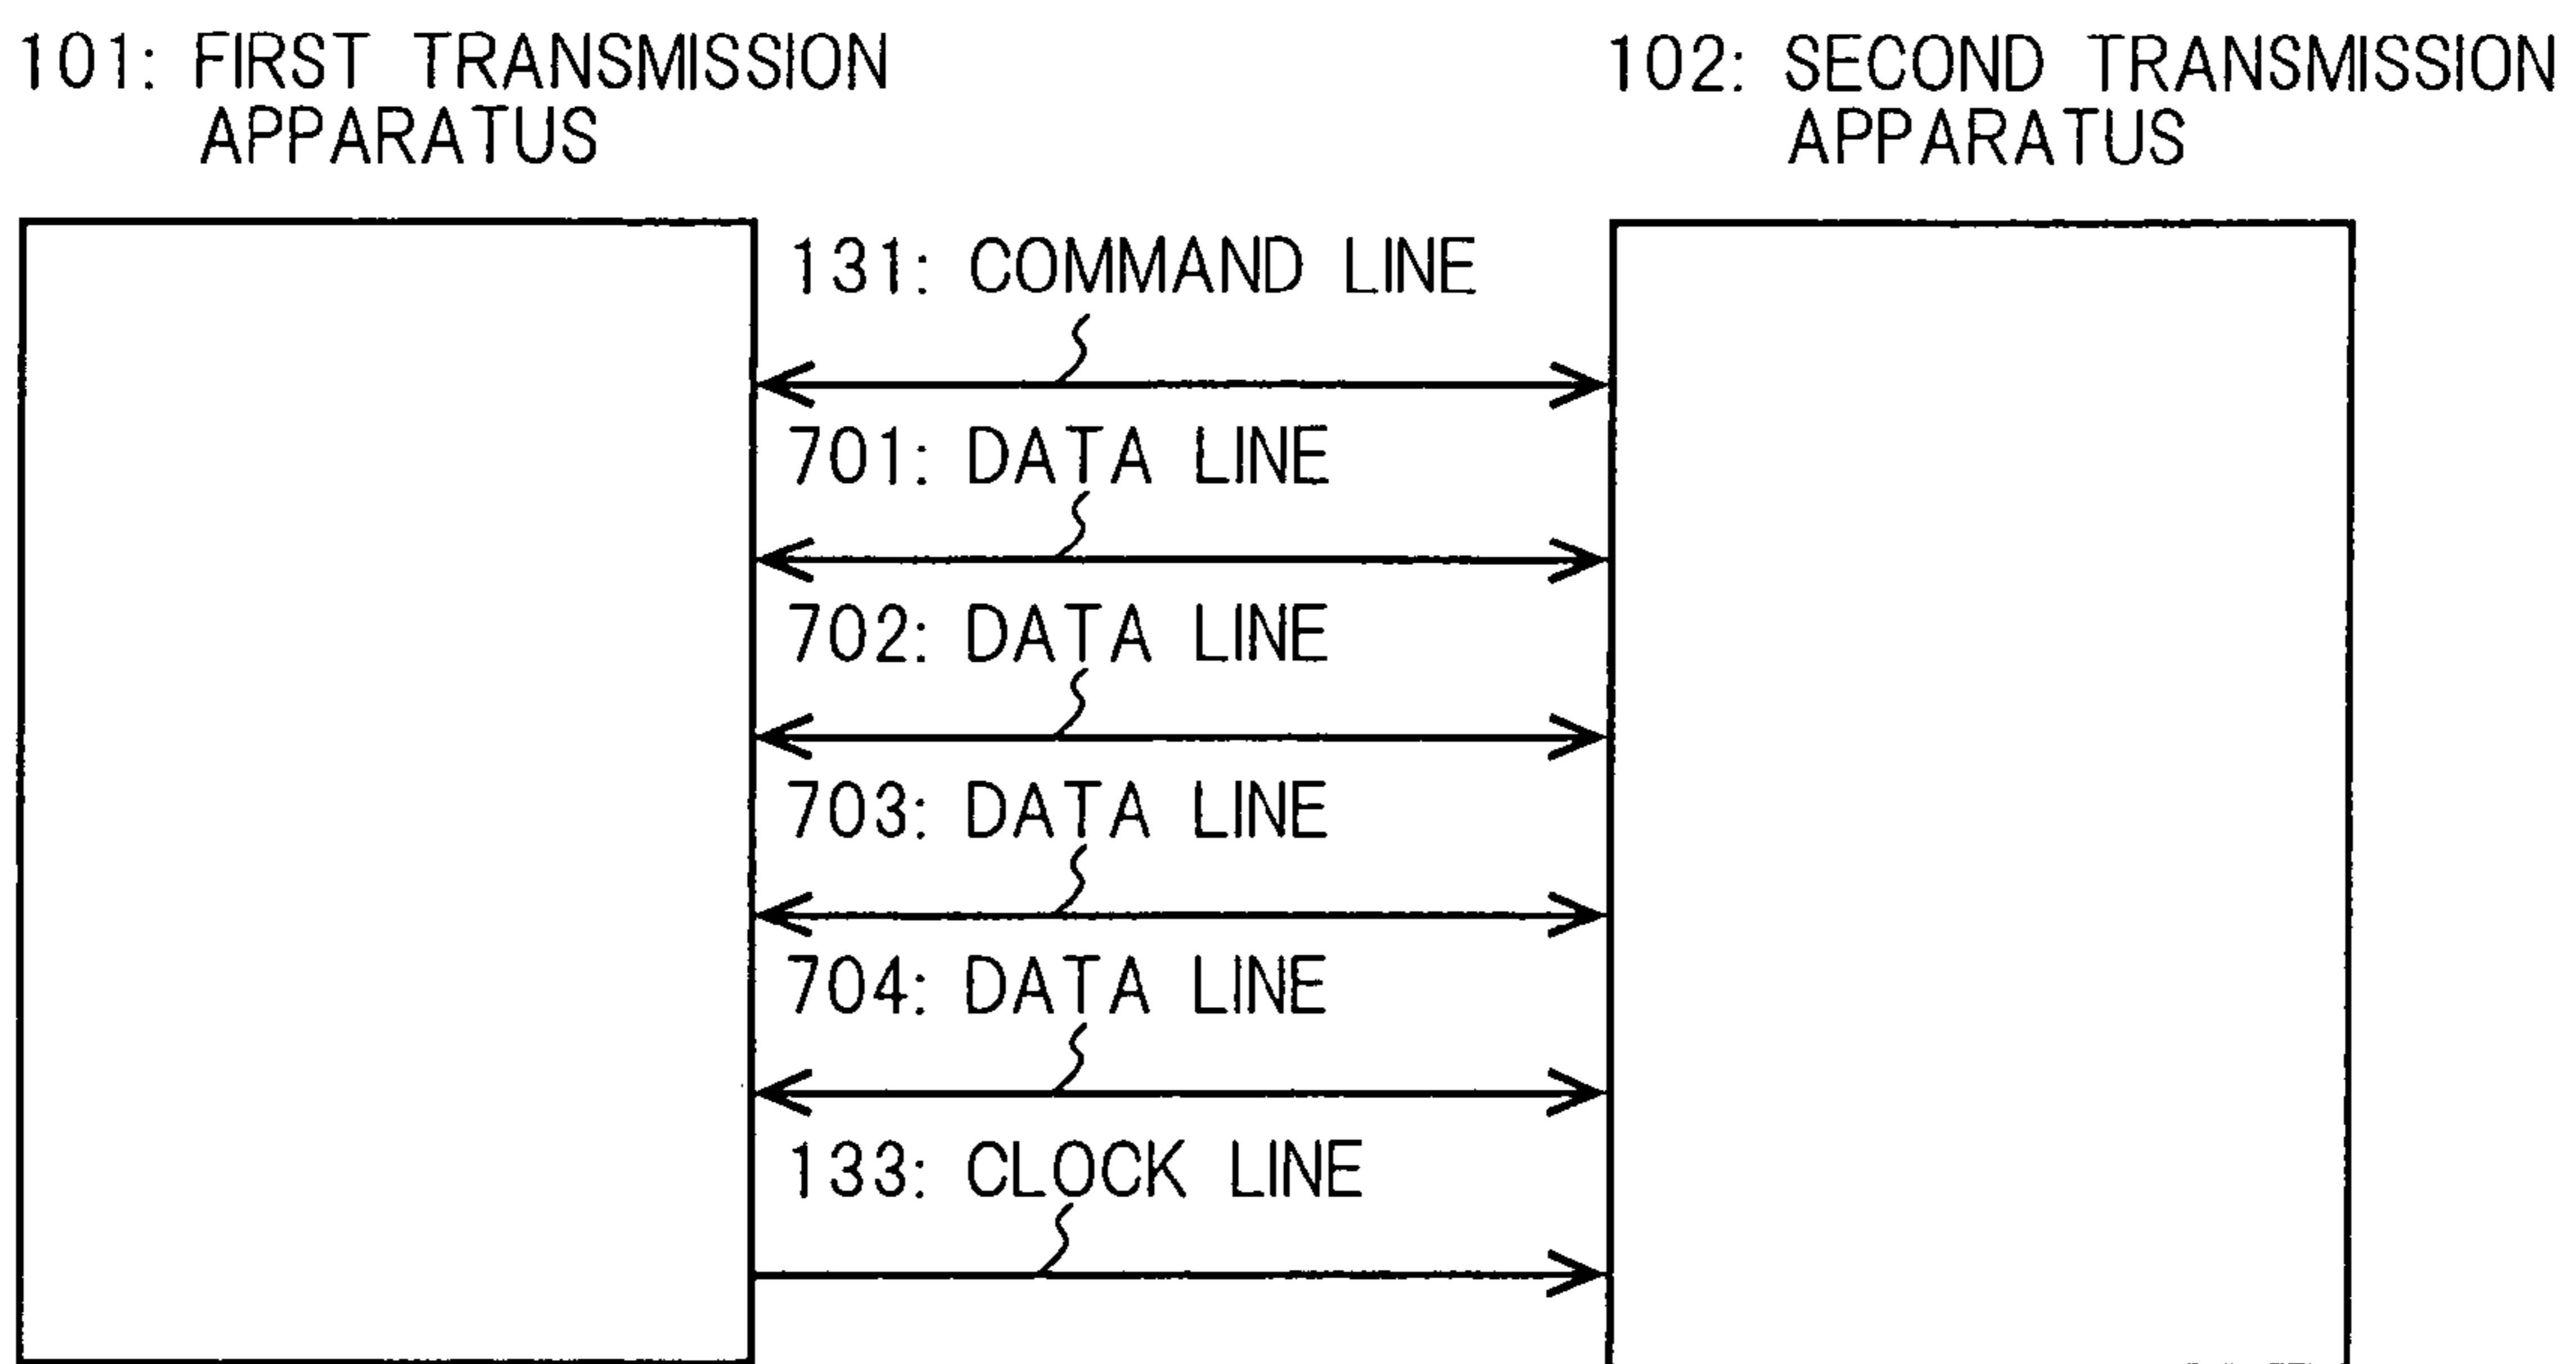 101: FIRST TRANSMISSION
APPARATUS
102: SECOND TRANSMISSION
APPARATUS
131: COMMAND LINE
701: DATA LINE
702: DATA LINE
703: DATA LINE
704: DATA LINE
133: CLOCK LINE